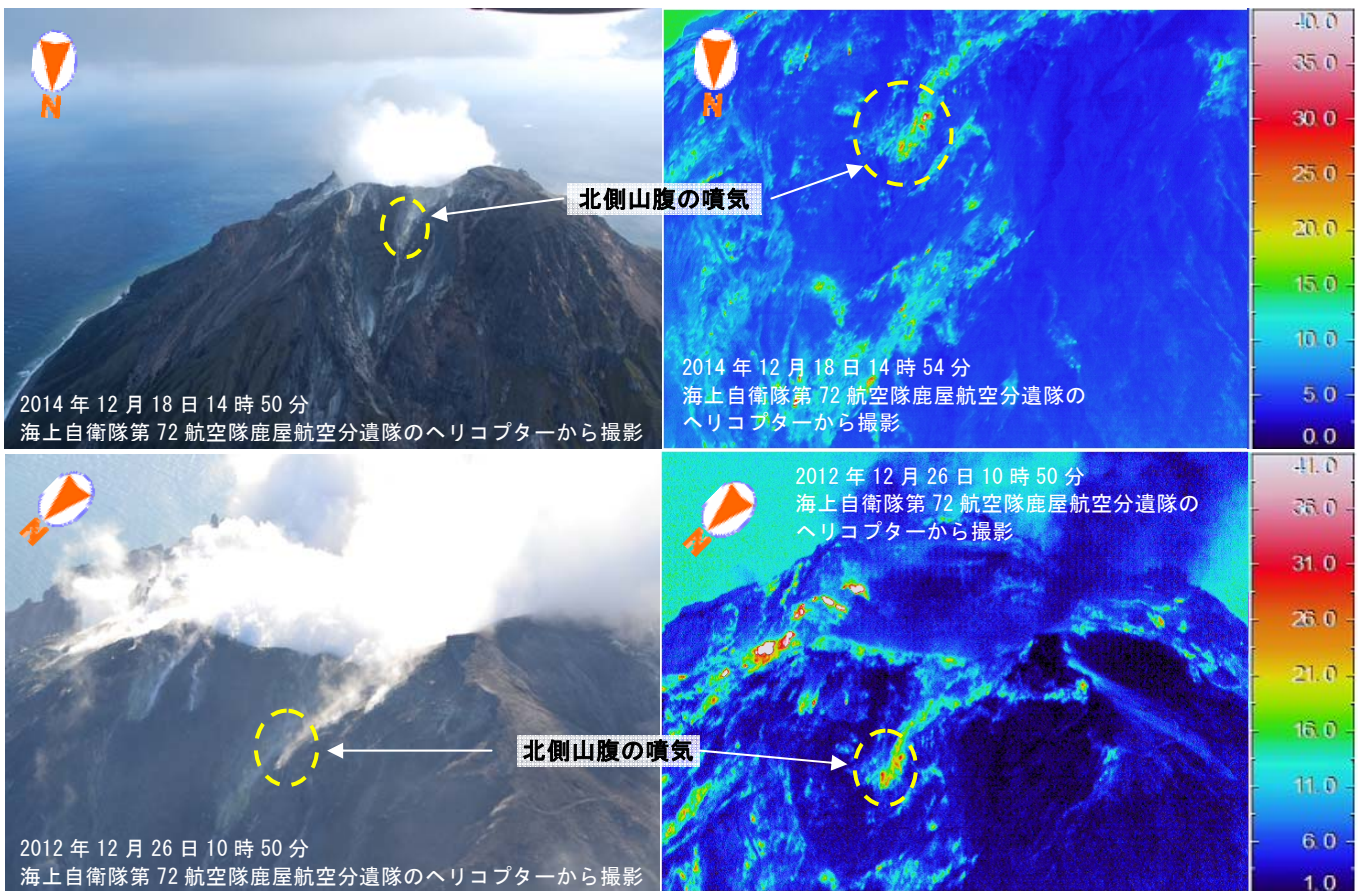 N
北側山腹の噴気
2014 年 12 月 18 日 14 時 50 分
海上自衛隊第 72 航空隊鹿屋航空分遣隊のヘリコプターから撮影
N
2014 年 12 月 18 日 14 時 54 分
海上自衛隊第 72 航空隊鹿屋航空分遣隊の
ヘリコプターから撮影
40.0
35.0
30.0
25.0
20.0
15.0
10.0
5.0
0.0
N
北側山腹の噴気
2012 年 12 月 26 日 10 時 50 分
海上自衛隊第 72 航空隊鹿屋航空分遣隊のヘリコプターから撮影
N
2012 年 12 月 26 日 10 時 50 分
海上自衛隊第 72 航空隊鹿屋航空分遣隊の
ヘリコプターから撮影
41.0
36.0
31.0
26.0
21.0
16.0
11.0
6.0
1.0